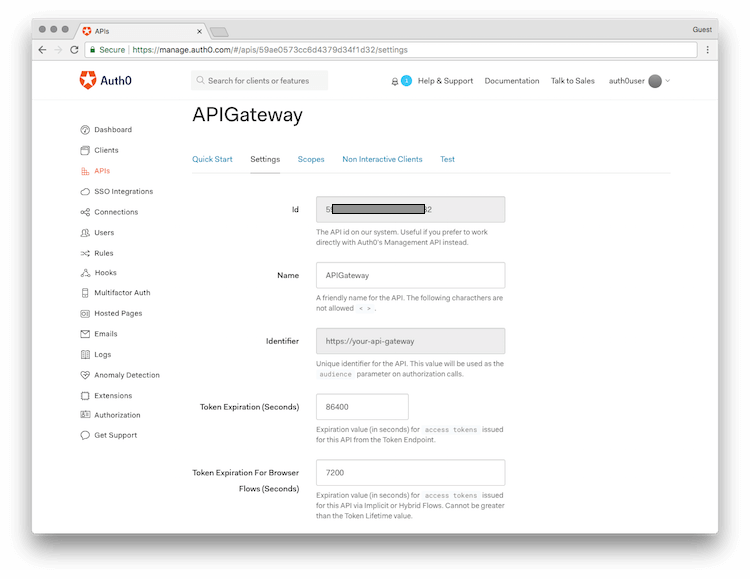 APIs
Guest
Secure https://manage.auth0.com/#/apis/59ae0573cc6d4379d34f1d32/settings
Auth0
Search for clients or features
1
Help & Support
Documentation
Talk to Sales
auth0user
APIGateway
Dashboard
Clients
APIs
SSO Integrations
Connections
Users
Rules
Hooks
Multifactor Auth
Hosted Pages
Emails
Logs
Anomaly Detection
Extensions
Authorization
Get Support
Quick Start Settings Scopes Non Interactive Clients Test
Id
The API id on our system. Useful if you prefer to work
directly with Auth0's Management API instead.
Name
APIGateway
A friendly name for the API. The following characthers are
not allowed < > .
Identifier
https://your-api-gateway
Unique identifier for the API. This value will be used as the
audience parameter on authorization calls.
Token Expiration (Seconds)
86400
Expiration value (in seconds) for access tokens issued
for this API from the Token Endpoint.
Token Expiration For Browser
Flows (Seconds)
7200
Expiration value (in seconds) for access tokens issued
for this API via Implicit or Hybrid Flows. Cannot be greater
than the Token Lifetime value.